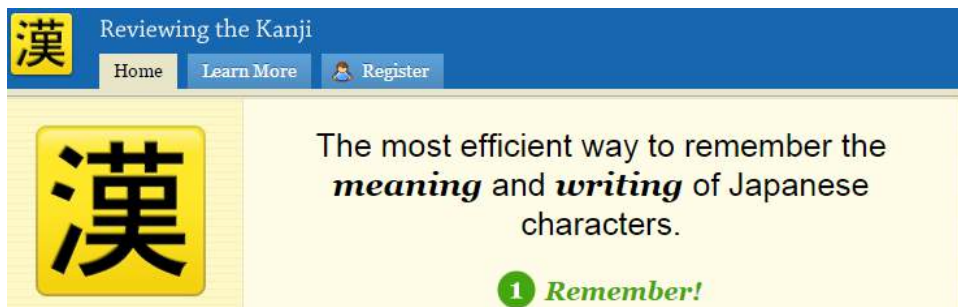 漢
Reviewing the Kanji
Home
Learn More
Register
漢
The most efficient way to remember the
meaning and writing of Japanese
characters.
1 Remember!